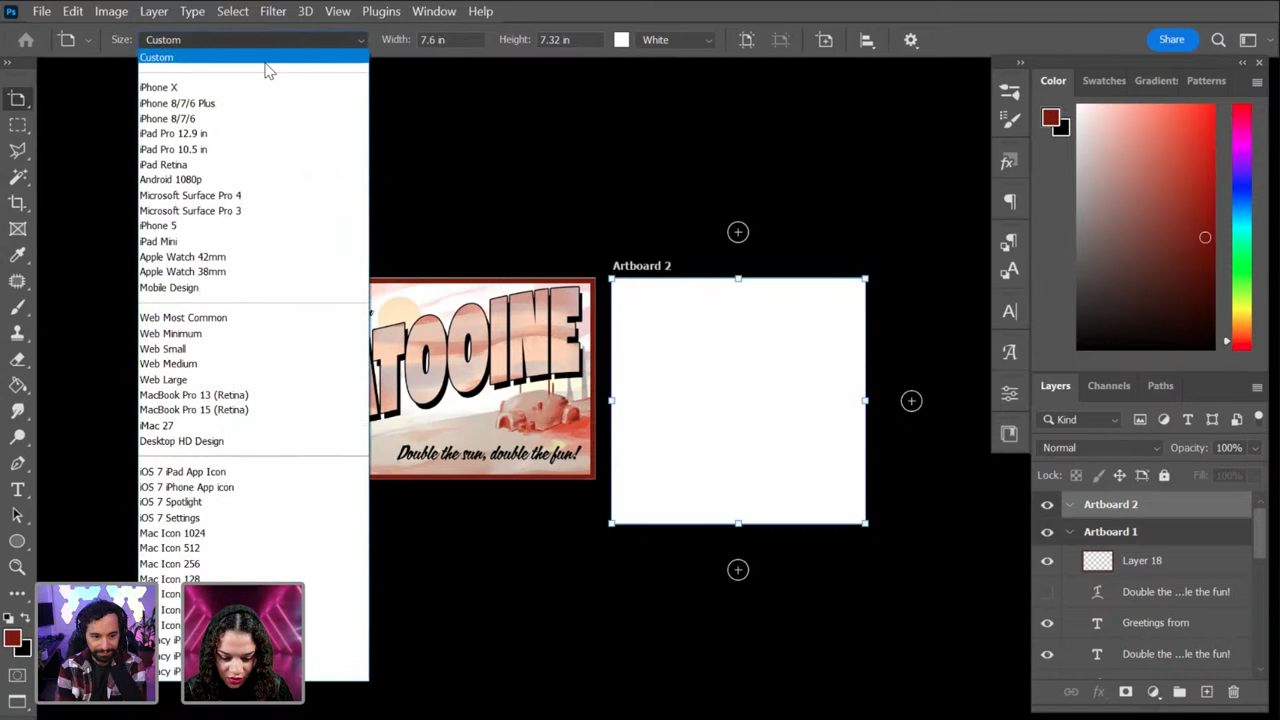 Ps File Edit Image Layer Type Select Filter 3D View Plugins Window Help
Size: Custom Width: 7.6 in Height: 7.32 in White Share
Custom
iPhone X
iPhone 8/7/6 Plus
iPhone 8/7/6
iPad Pro 12.9 in
iPad Pro 10.5 in
iPad Retina
Android 1080p
Microsoft Surface Pro 4
Microsoft Surface Pro 3
iPhone 5
iPad Mini
Apple Watch 42mm
Apple Watch 38mm
Mobile Design
Web Most Common
Web Minimum
Web Small
Web Medium
Web Large
MacBook Pro 13 (Retina)
MacBook Pro 15 (Retina)
iMac 27
Desktop HD Design
iOS 7 iPad App Icon
iOS 7 iPhone App icon
iOS 7 Spotlight
iOS 7 Settings
Mac Icon 1024
Mac Icon 512
Mac Icon 256
Mac Icon 128
ATOOINE
Double the sun, double the fun!
Artboard 2
Color Swatches Gradient: Patterns
Layers Channels Paths
Kind
Normal Opacity: 100%
Lock: Fill: 100%
Artboard 2
Artboard 1
Layer 18
Double the ...le the fun!
Greetings from
Double the ...le the fun!